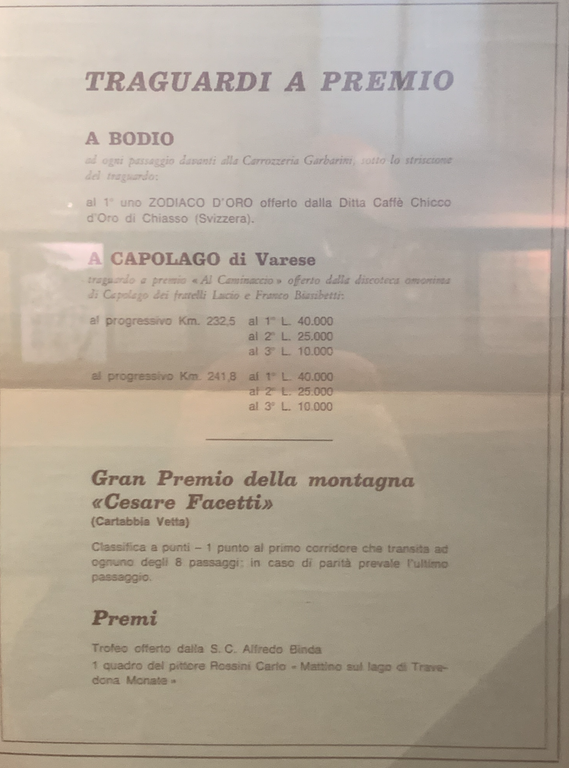 TRAGUARDI A PREMIO
A BODIO
ad ogni passaggio davanti alla Carrozzeria Garbarini, sotto lo striscione
del traguardo:
al 1° uno ZODIACO D'ORO offerto dalla Ditta Caffè Chicco
d'Oro di Chiasso (Svizzera).
A CAPOLAGO di Varese
traguardo a premio «Al Caminaccio» offerto dalla discoteca omonima
di Capolago dei fratelli Lucio e Franco Biasibetti:
al progressivo Km. 232,5 al 1° L. 40.000
al 2° L. 25.000
al 3° L. 10.000
al progressivo Km. 241,8 al 1° L. 40.000
al 2° L. 25.000
al 3° L. 10.000
Gran Premio della montagna
«Cesare Facetti»
(Cartabbia Vetta)
Classifica a punti – 1 punto al primo corridore che transita ad
ognuno degli 8 passaggi; in caso di parità prevale l'ultimo
passaggio.
Premi
Trofeo offerto dalla S. C. Alfredo Binda
1 quadro del pittore Rossini Carlo « Mattino sul lago di Trave-
dona Monate »